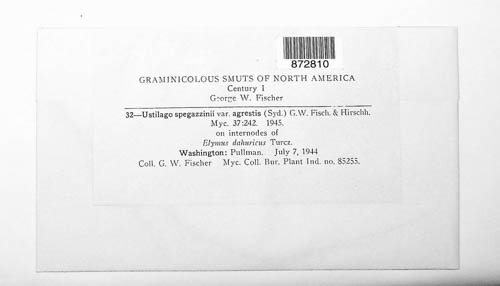 872810
GRAMINICOLOUS SMUTS OF NORTH AMERICA
Century I
George W. Fischer
32—Ustilago spegazzinii var. agrestis (Syd.) G.W. Fisch. & Hirschh.
Myc. 37:242. 1945.
on internodes of
Elymus dahuricus Turcz.
Washington: Pullman. July 7, 1944
Coll. G. W. Fischer Myc. Coll. Bur. Plant Ind. no. 85255.